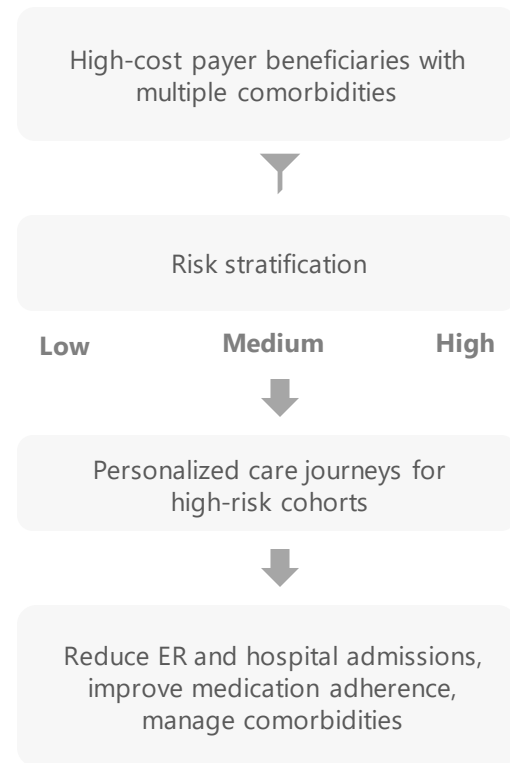 High-cost payer beneficiaries with
multiple comorbidities
Risk stratification
Low Medium High
Personalized care journeys for
high-risk cohorts
Reduce ER and hospital admissions,
improve medication adherence,
manage comorbidities